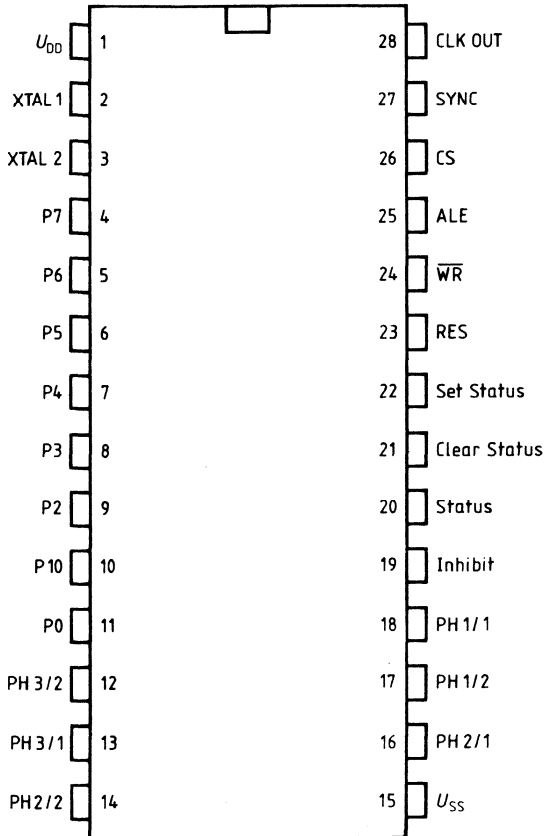 U_DD 1 28 CLK OUT
XTAL 1 2 27 SYNC
XTAL 2 3 26 CS
P7 4 25 ALE
P6 5 24 W̅R̅
P5 6 23 RES
P4 7 22 Set Status
P3 8 21 Clear Status
P2 9 20 Status
P10 10 19 Inhibit
P0 11 18 PH 1/1
PH 3/2 12 17 PH 1/2
PH 3/1 13 16 PH 2/1
PH 2/2 14 15 U_SS